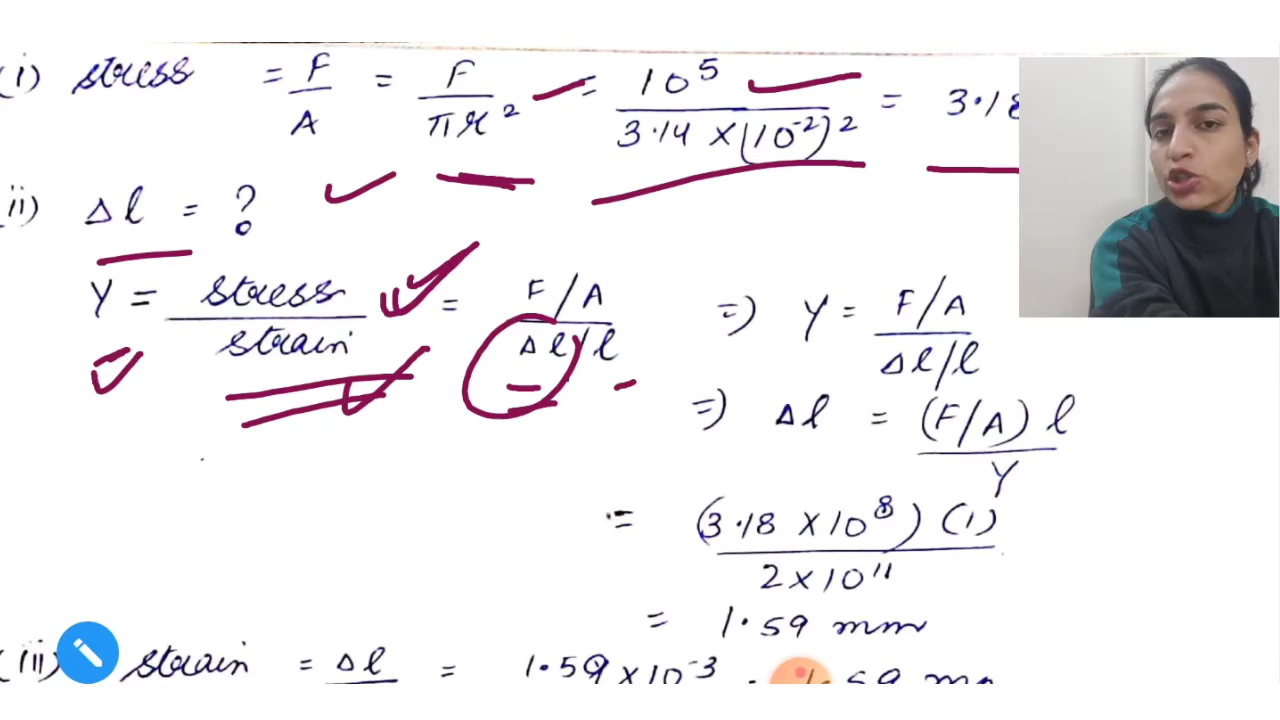 (i) stress = F/A = F/πr² = 10⁵/3.14 × (10⁻²)² = 3.18
ii) Δl = ?
Y = stress/strain = F/A / Δl/l ⇒ Y = F/A / Δl/l
⇒ Δl = (F/A) l / Y
= (3.18 × 10⁸) (1) / 2 × 10¹¹
= 1.59 mm
(iii) strain = Δl = 1.59 × 10⁻³